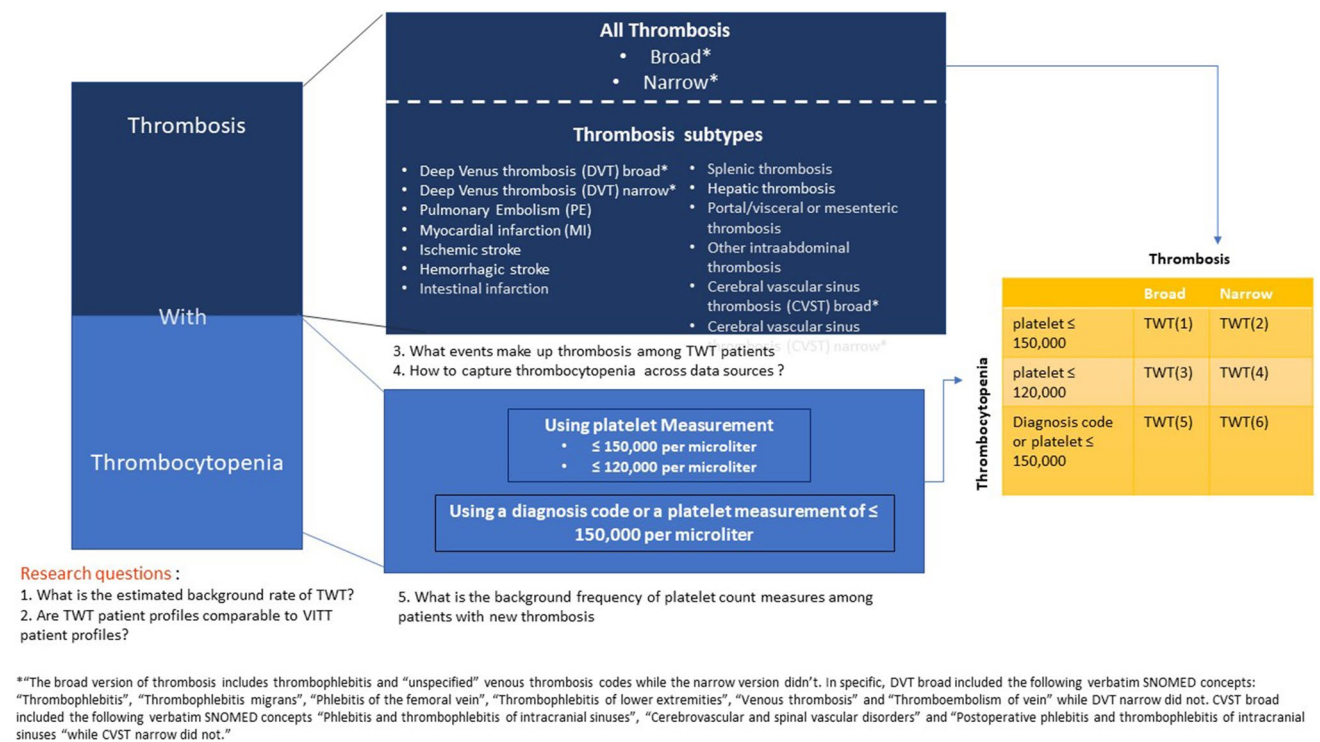 Thrombosis
With
Thrombocytopenia
All Thrombosis
• Broad*
• Narrow*
Thrombosis subtypes
• Deep Venus thrombosis (DVT) broad*
• Deep Venus thrombosis (DVT) narrow*
• Pulmonary Embolism (PE)
• Myocardial infarction (MI)
• Ischemic stroke
• Hemorrhagic stroke
• Intestinal infarction
• Splenic thrombosis
• Hepatic thrombosis
• Portal/visceral or mesenteric
thrombosis
• Other intraabdominal
thrombosis
• Cerebral vascular sinus
thrombosis (CVST) broad*
• Cerebral vascular sinus
thrombosis (CVST) narrow*
3. What events make up thrombosis among TWT patients
4. How to capture thrombocytopenia across data sources ?
Using platelet Measurement
• ≤ 150,000 per microliter
• ≤ 120,000 per microliter
Using a diagnosis code or a platelet measurement of ≤
150,000 per microliter
Thrombosis
Thrombocytopenia
Broad Narrow
platelet ≤
150,000
TWT(1) TWT(2)
platelet ≤
120,000
TWT(3) TWT(4)
Diagnosis code
or platelet ≤
150,000
TWT(5) TWT(6)
Research questions :
1. What is the estimated background rate of TWT?
2. Are TWT patient profiles comparable to VITT
patient profiles?
5. What is the background frequency of platelet count measures among
patients with new thrombosis
*“The broad version of thrombosis includes thrombophlebitis and “unspecified” venous thrombosis codes while the narrow version didn’t. In specific, DVT broad included the following verbatim SNOMED concepts:
“Thrombophlebitis”, “Thrombophlebitis migrans”, “Phlebitis of the femoral vein”, “Thrombophlebitis of lower extremities”, “Venous thrombosis” and “Thromboembolism of vein” while DVT narrow did not. CVST broad
included the following verbatim SNOMED concepts “Phlebitis and thrombophlebitis of intracranial sinuses”, “Cerebrovascular and spinal vascular disorders” and “Postoperative phlebitis and thrombophlebitis of intracranial
sinuses “while CVST narrow did not.”